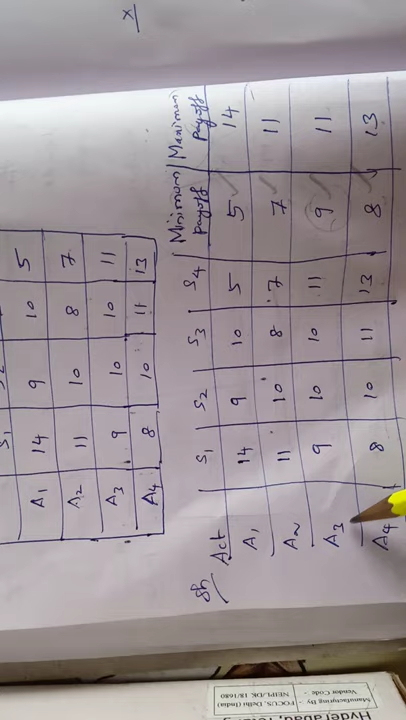 x
S1
A1 14 9 10 5
A2 11 10 8 7
A3 9 10 10 11
A4 8 10 11 13
Sol
Act S1 S2 S3 S4 Minimum Payoff Maximum Payoff
A1 14 9 10 5 5 14
A2 11 10 8 7 7 11
A3 9 10 10 11 9 11
A4 8 10 11 13 8 13
Manufacturing By :- FOCUS, Delhi (India)
Vendor Code :- NEIPL/DK 18/1680
Hyderabad,